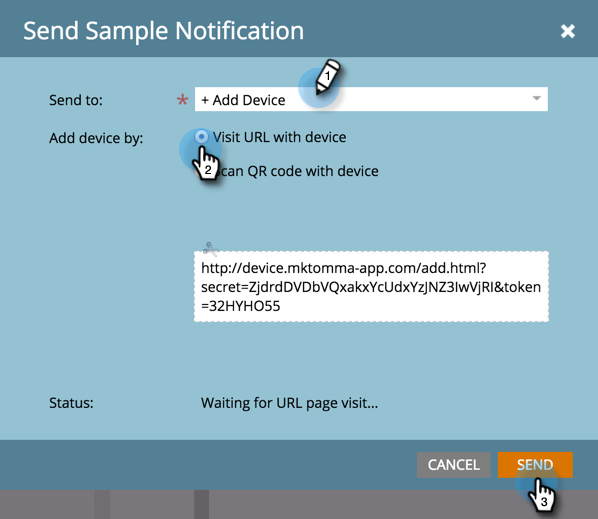 Send Sample Notification
Send to: * + Add Device
1
Add device by: Visit URL with device
2
can QR code with device
http://device.mktomma-app.com/add.html?
secret=ZjdrdDVDbVQxakxYcUdxYzJNZ3IwVjRI&token
=32HYHO55
Status: Waiting for URL page visit...
CANCEL SEND
3